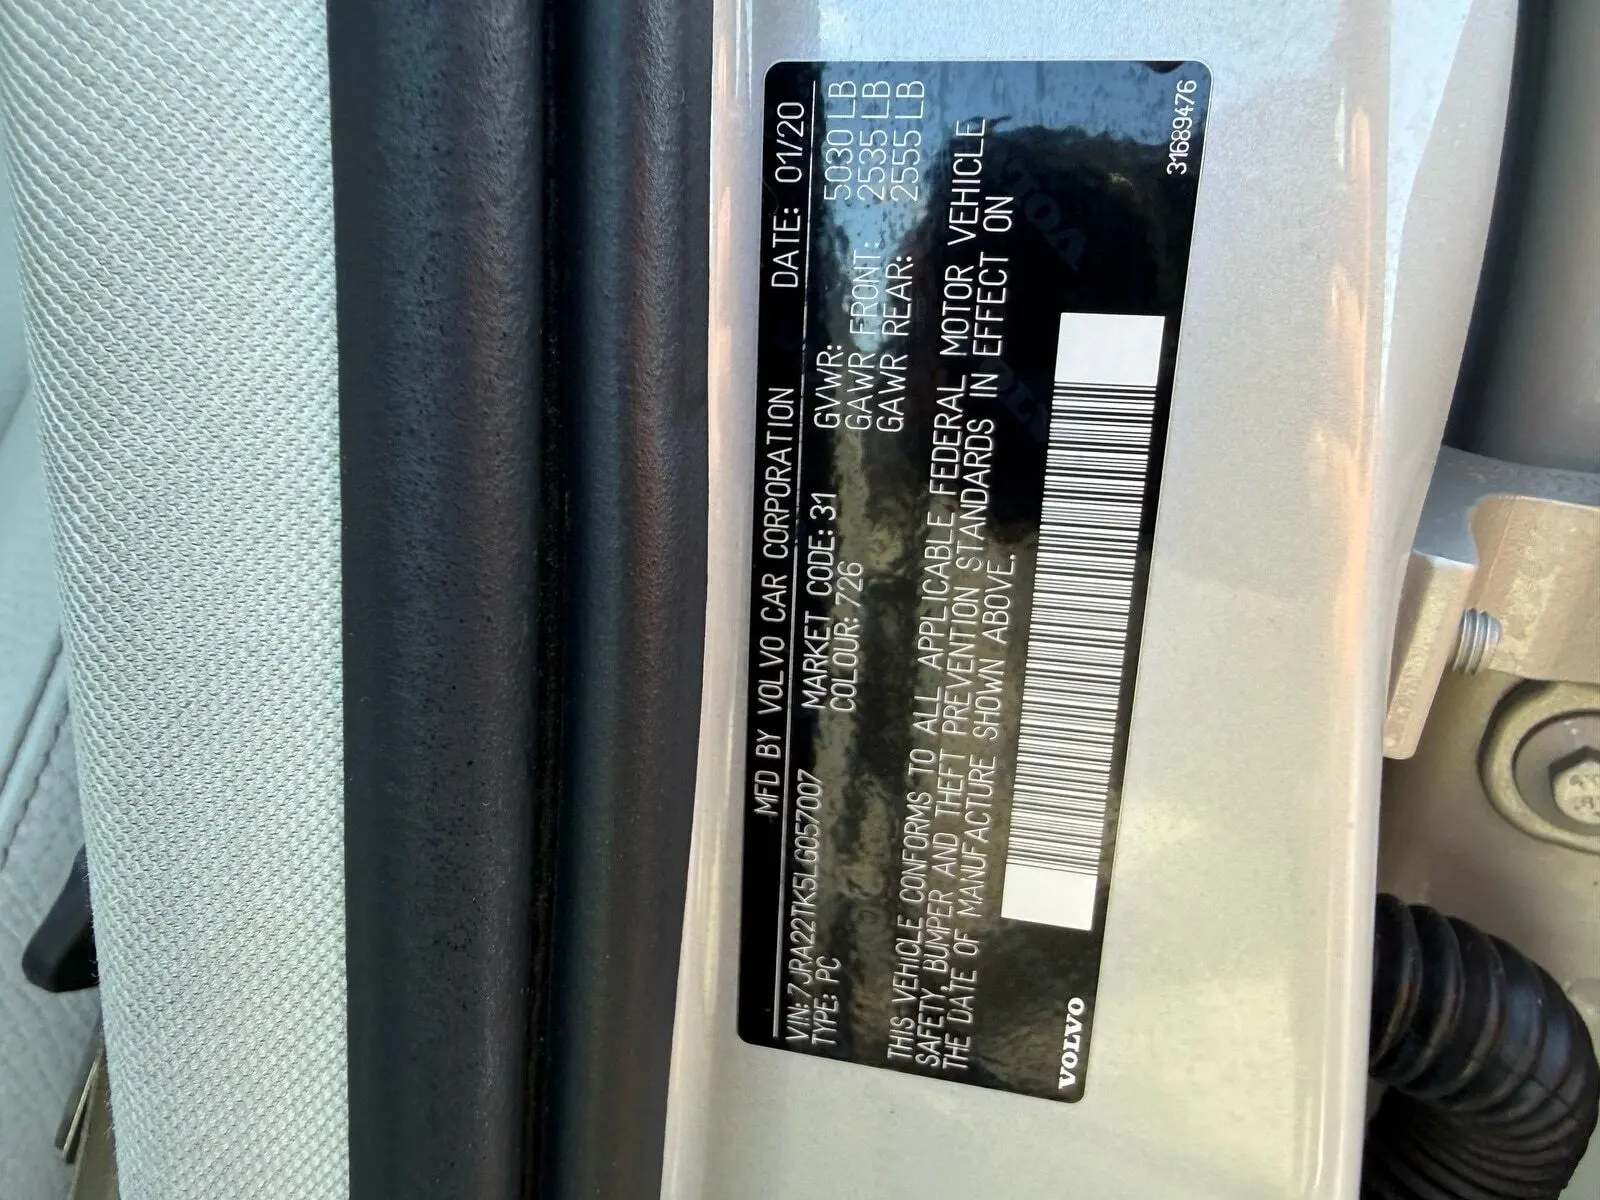 MFD BY VOLVO CAR CORPORATION DATE: 01/20
VIN: 7JRA22TK5LG057007 MARKET CODE: 31 GVWR: 5030 LB
TYPE: PC COLOUR: 726 GAWR FRONT: 2535 LB
GAWR REAR: 2555 LB
THIS VEHICLE CONFORMS TO ALL APPLICABLE FEDERAL MOTOR VEHICLE
SAFETY, BUMPER AND THEFT PREVENTION STANDARDS IN EFFECT ON
THE DATE OF MANUFACTURE SHOWN ABOVE.
VOLVO
31689476